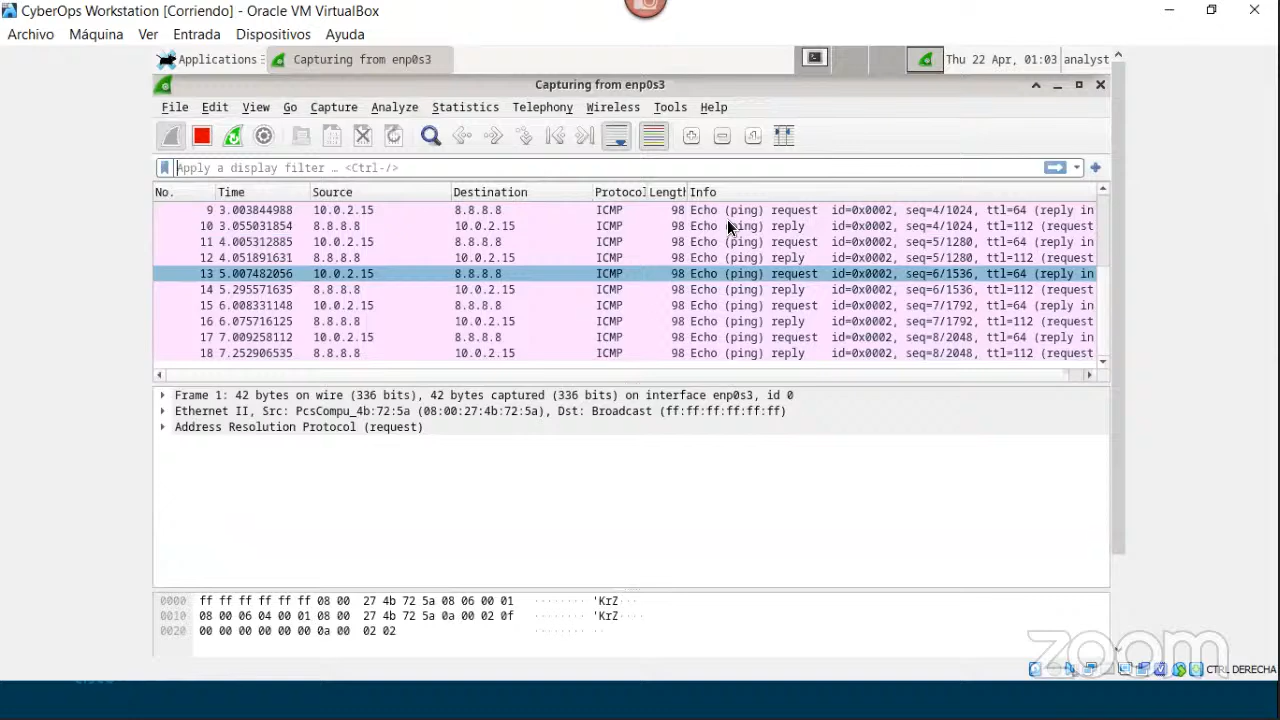 CyberOps Workstation [Corriendo] - Oracle VM VirtualBox
Archivo Máquina Ver Entrada Dispositivos Ayuda
Applications Capturing from enp0s3 Thu 22 Apr, 01:03 analyst
Capturing from enp0s3
File Edit View Go Capture Analyze Statistics Telephony Wireless Tools Help
Apply a display filter … <Ctrl-/>
No. Time Source Destination Protocol Length Info
9 3.003844988 10.0.2.15 8.8.8.8 ICMP 98 Echo (ping) request id=0x0002, seq=4/1024, ttl=64 (reply in
10 3.055031854 8.8.8.8 10.0.2.15 ICMP 98 Echo (ping) reply id=0x0002, seq=4/1024, ttl=112 (request
11 4.005312885 10.0.2.15 8.8.8.8 ICMP 98 Echo (ping) request id=0x0002, seq=5/1280, ttl=64 (reply in
12 4.051891631 8.8.8.8 10.0.2.15 ICMP 98 Echo (ping) reply id=0x0002, seq=5/1280, ttl=112 (request
13 5.007482056 10.0.2.15 8.8.8.8 ICMP 98 Echo (ping) request id=0x0002, seq=6/1536, ttl=64 (reply in
14 5.295571635 8.8.8.8 10.0.2.15 ICMP 98 Echo (ping) reply id=0x0002, seq=6/1536, ttl=112 (request
15 6.008331148 10.0.2.15 8.8.8.8 ICMP 98 Echo (ping) request id=0x0002, seq=7/1792, ttl=64 (reply in
16 6.075716125 8.8.8.8 10.0.2.15 ICMP 98 Echo (ping) reply id=0x0002, seq=7/1792, ttl=112 (request
17 7.009258112 10.0.2.15 8.8.8.8 ICMP 98 Echo (ping) request id=0x0002, seq=8/2048, ttl=64 (reply in
18 7.252906535 8.8.8.8 10.0.2.15 ICMP 98 Echo (ping) reply id=0x0002, seq=8/2048, ttl=112 (request
Frame 1: 42 bytes on wire (336 bits), 42 bytes captured (336 bits) on interface enp0s3, id 0
Ethernet II, Src: PcsCompu_4b:72:5a (08:00:27:4b:72:5a), Dst: Broadcast (ff:ff:ff:ff:ff:ff)
Address Resolution Protocol (request)
0000 ff ff ff ff ff ff 08 00 27 4b 72 5a 08 06 00 01 ········ 'KrZ····
0010 08 00 06 04 00 01 08 00 27 4b 72 5a 0a 00 02 0f ········ 'KrZ····
0020 00 00 00 00 00 00 0a 00 02 02 ········ ··
zoom
CTRL DERECHA